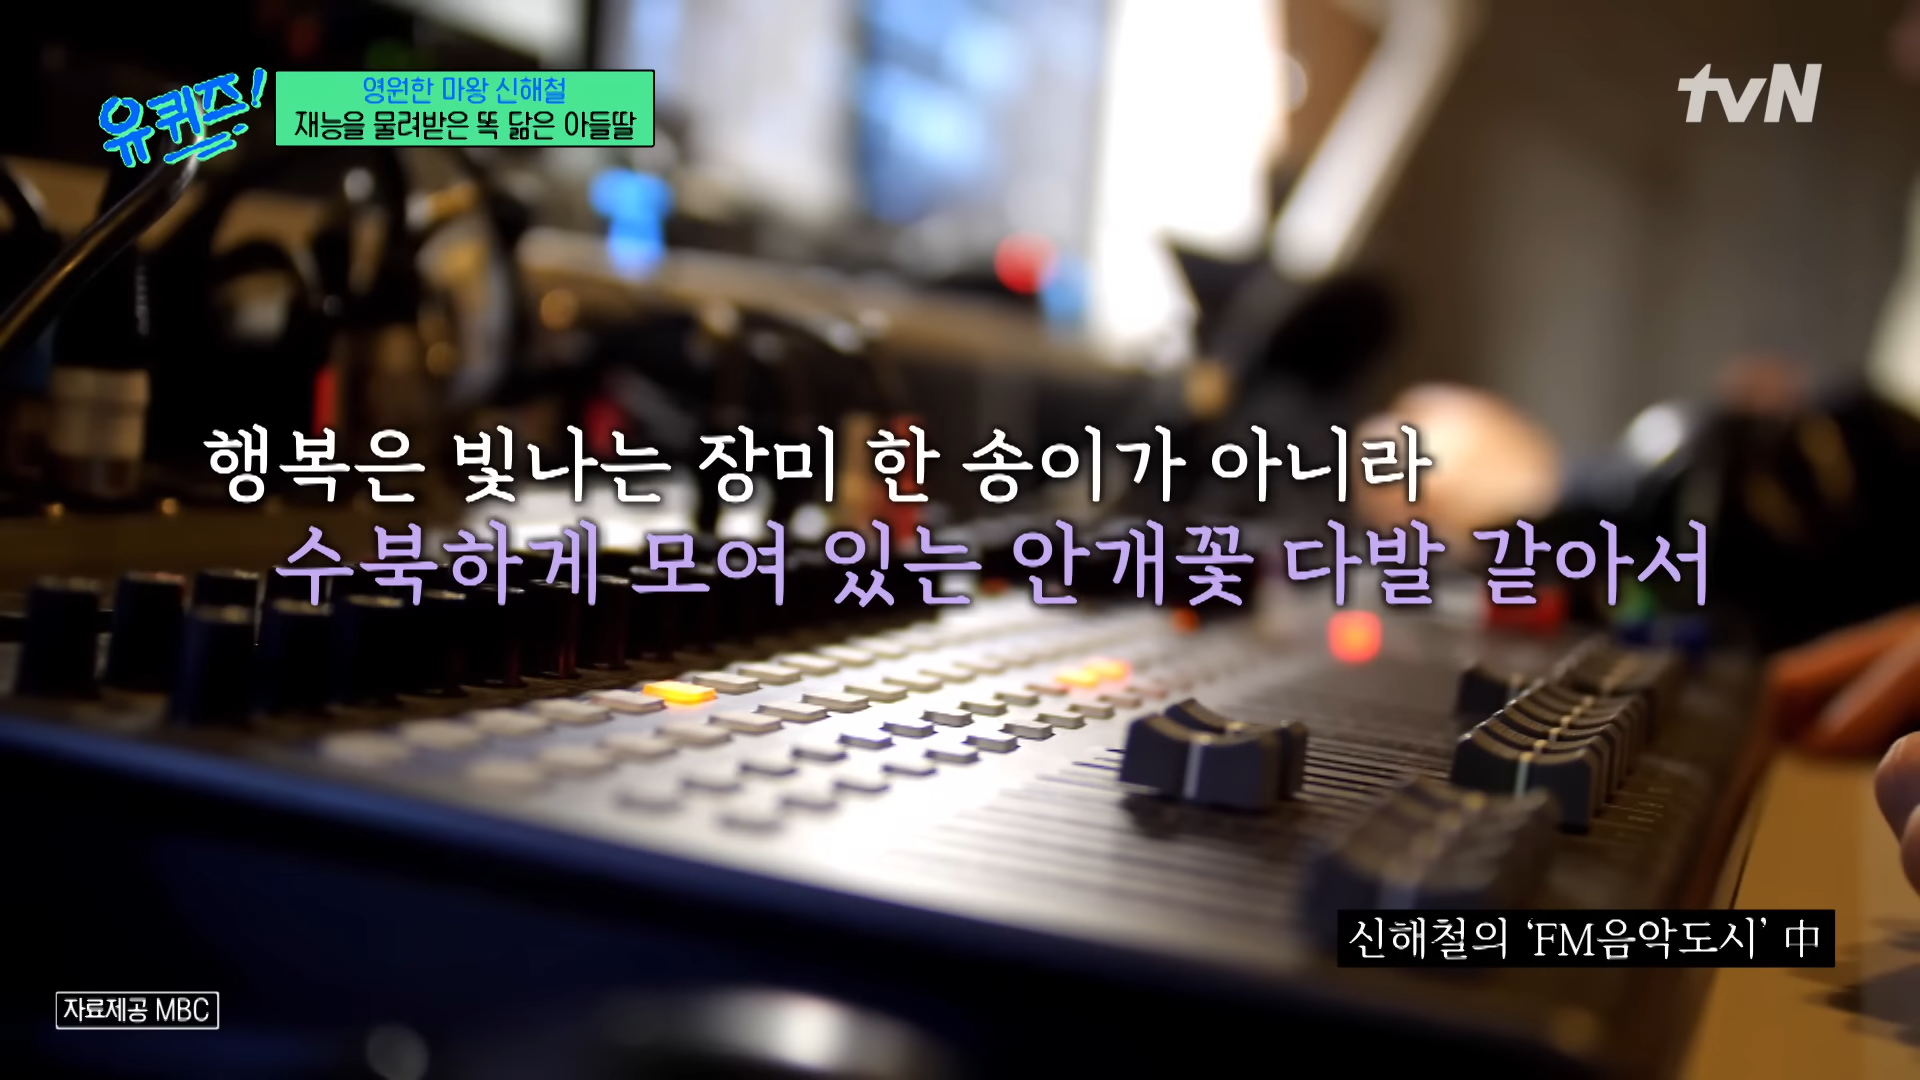 유퀴즈!
영원한 마왕 신해철
재능을 물려받은 똑 닮은 아들딸
tvN
행복은 빛나는 장미 한 송이가 아니라
수북하게 모여 있는 안개꽃 다발 같아서
신해철의 ‘FM음악도시’ 中
자료제공 MBC